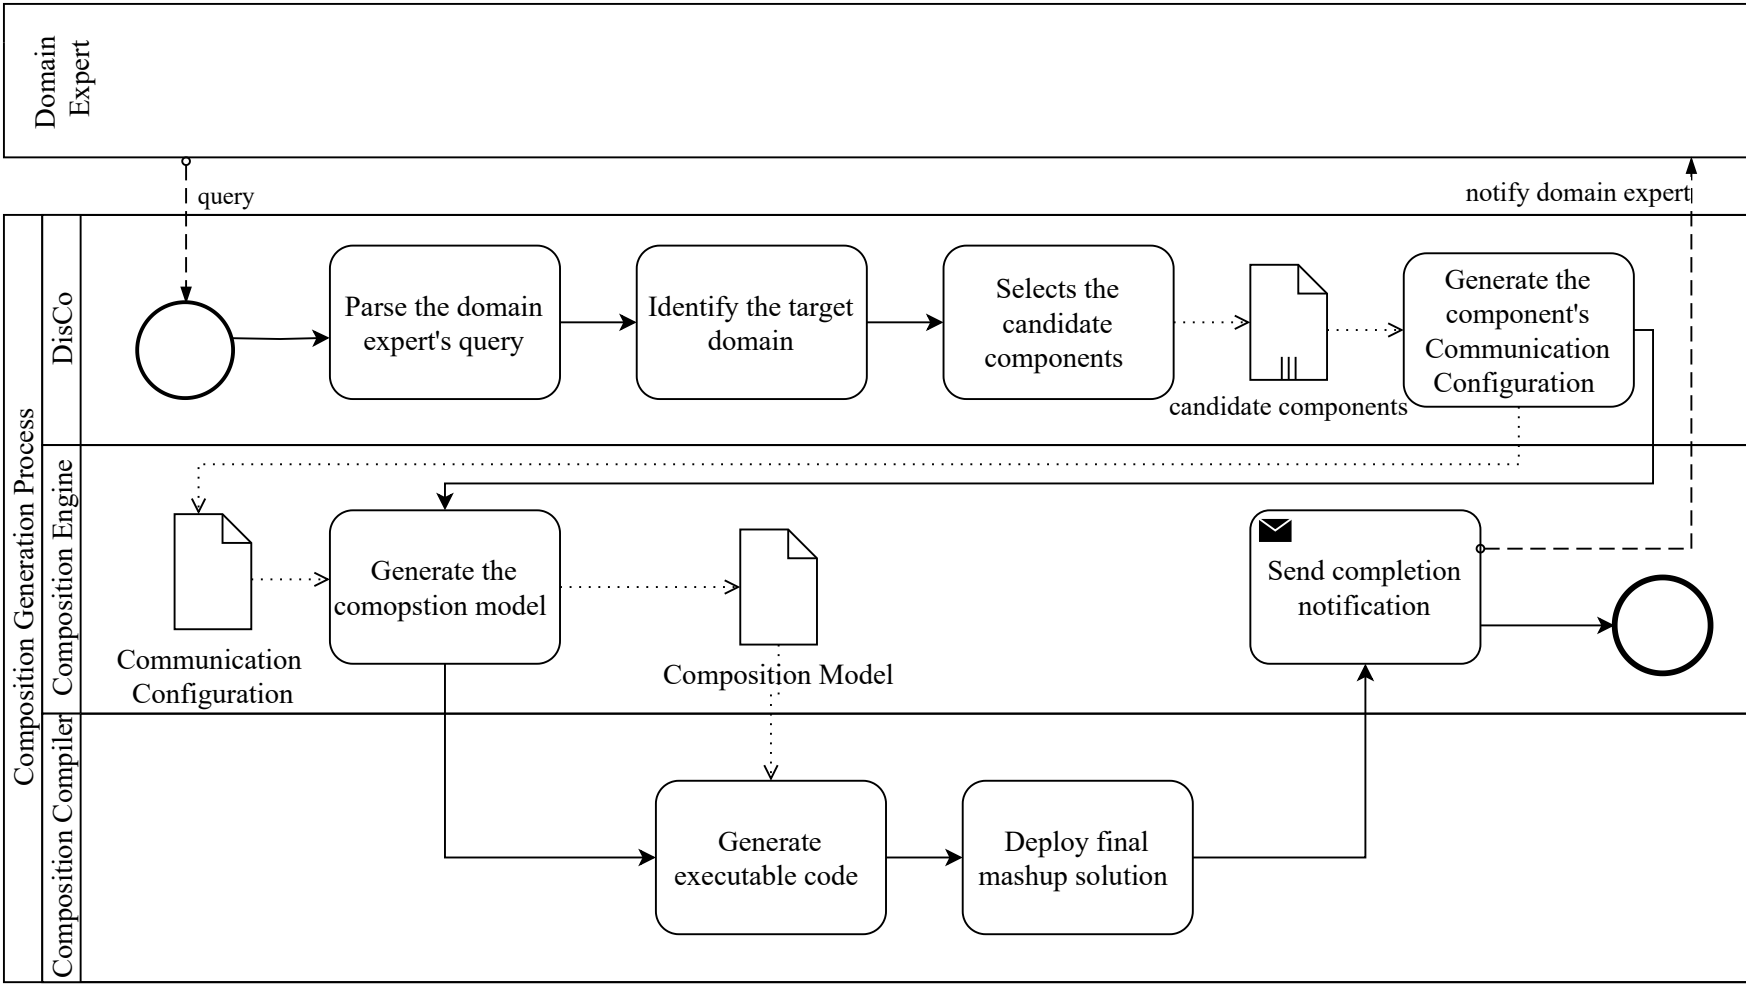 Domain
Expert
query
notify domain expert
Composition Generation Process
DisCo
Parse the domain
expert's query
Identify the target
domain
Selects the
candidate
components
candidate components
Generate the
component's
Communication
Configuration
Composition Engine
Communication
Configuration
Generate the
comopstion model
Composition Model
Send completion
notification
Composition Compiler
Generate
executable code
Deploy final
mashup solution